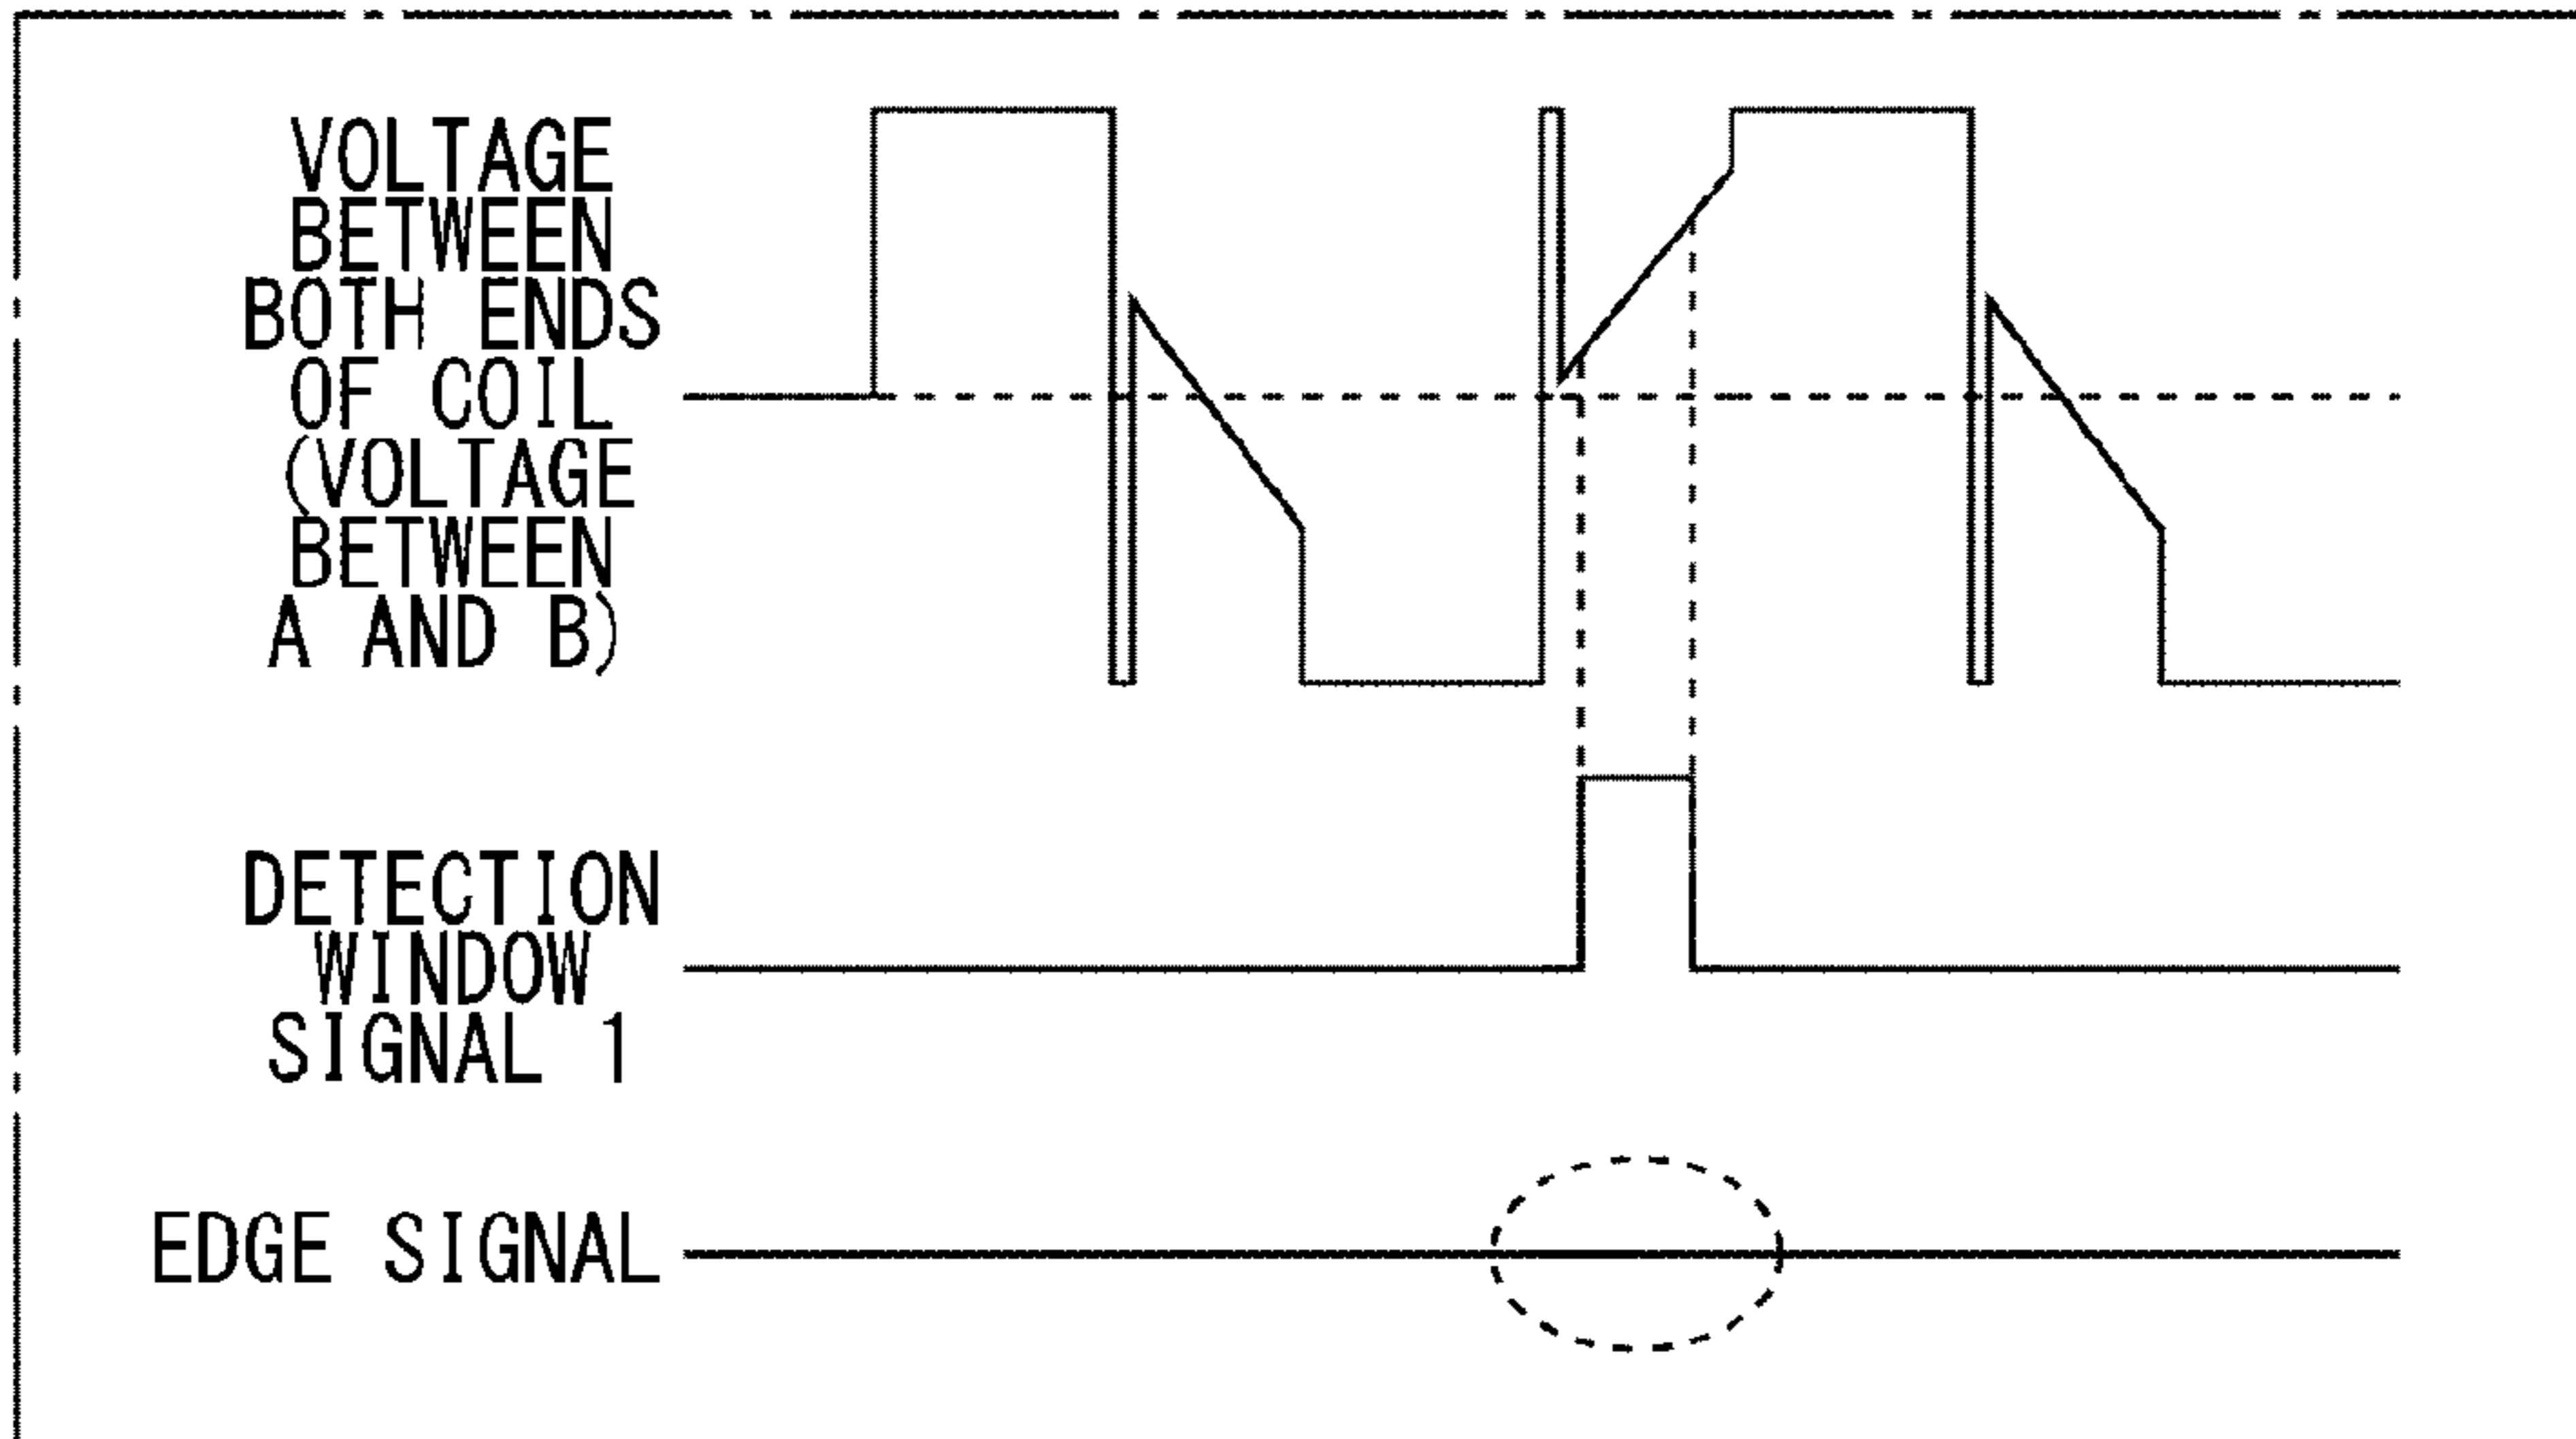 VOLTAGE
BETWEEN
BOTH ENDS
OF COIL
(VOLTAGE
BETWEEN
A AND B)
DETECTION
WINDOW
SIGNAL 1
EDGE SIGNAL